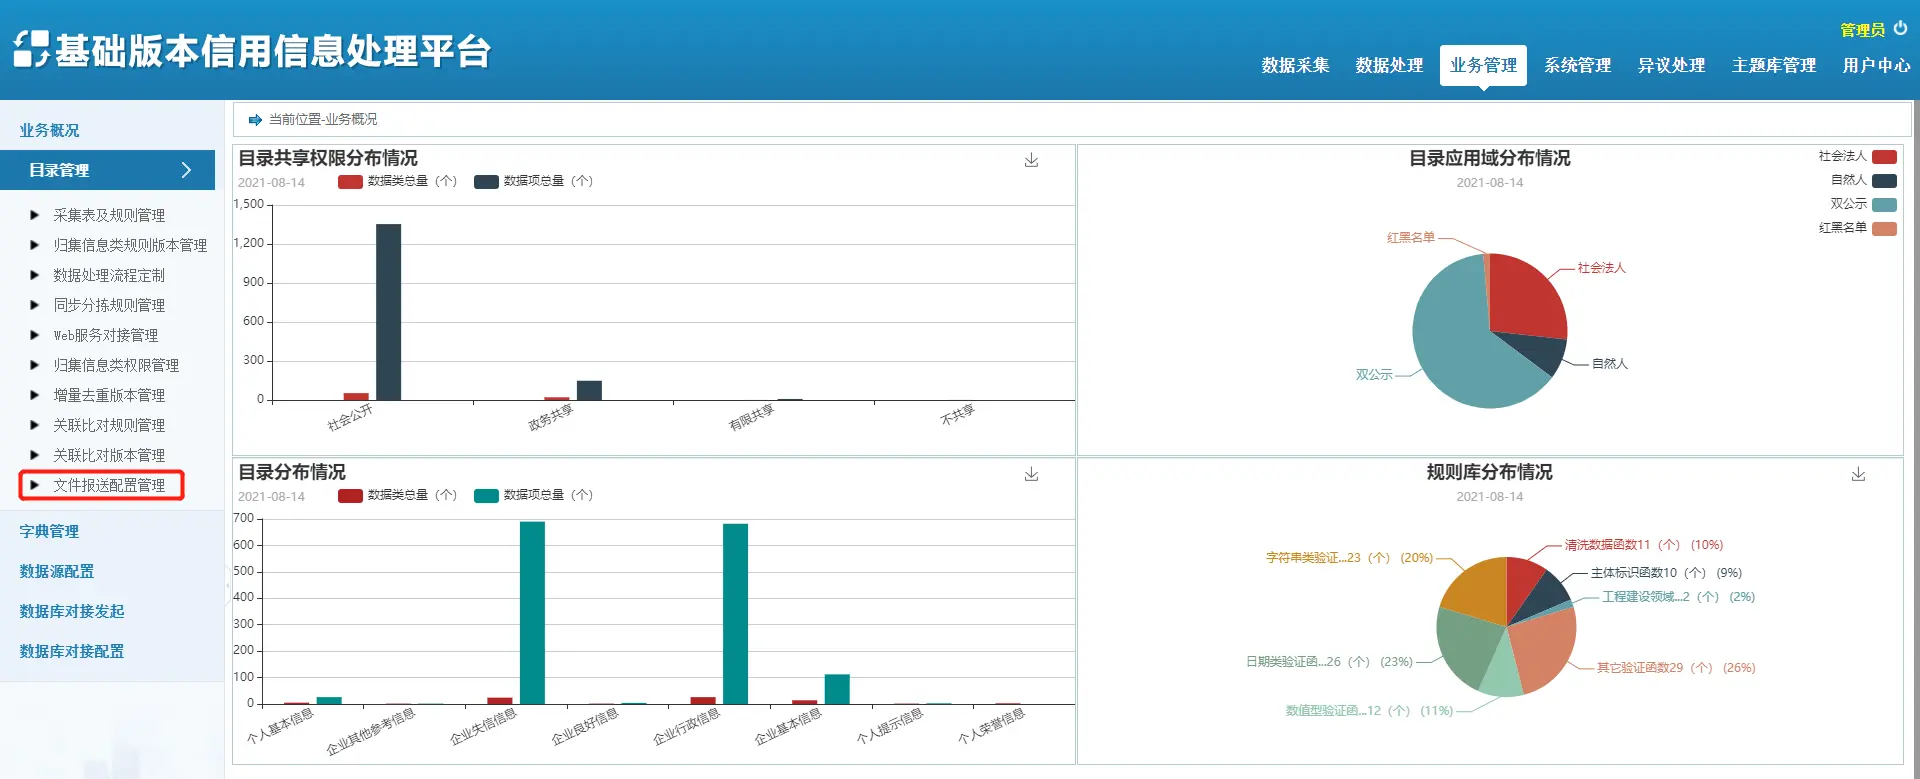 基础版本信用信息处理平台
管理员
数据采集 数据处理 业务管理 系统管理 异议处理 主题库管理 用户中心
业务概况
目录管理
采集表及规则管理
归集信息类规则版本管理
数据处理流程定制
同步分拣规则管理
Web服务对接管理
归集信息类权限管理
增量去重版本管理
关联比对规则管理
关联比对版本管理
文件报送配置管理
字典管理
数据源配置
数据库对接发起
数据库对接配置
当前位置-业务概况
目录共享权限分布情况
2021-08-14 数据类总量（个） 数据项总量（个）
1,500
1,200
900
600
300
0
社会公开 政务共享 有限共享 不共享
目录应用域分布情况
2021-08-14
社会法人
自然人
双公示
红黑名单
红黑名单
社会法人
自然人
双公示
目录分布情况
2021-08-14 数据类总量（个） 数据项总量（个）
700
600
500
400
300
200
100
0
个人基本信息 企业其他参考信息 企业失信信息 企业良好信息 企业行政信息 企业基本信息 个人提示信息 个人荣誉信息
规则库分布情况
2021-08-14
清洗数据函数11（个） (10%)
字符串类验证...23（个） (20%)
主体标识函数10（个） (9%)
工程建设领域...2（个） (2%)
日期类验证函...26（个） (23%)
其它验证函数29（个） (26%)
数值型验证函...12（个） (11%)